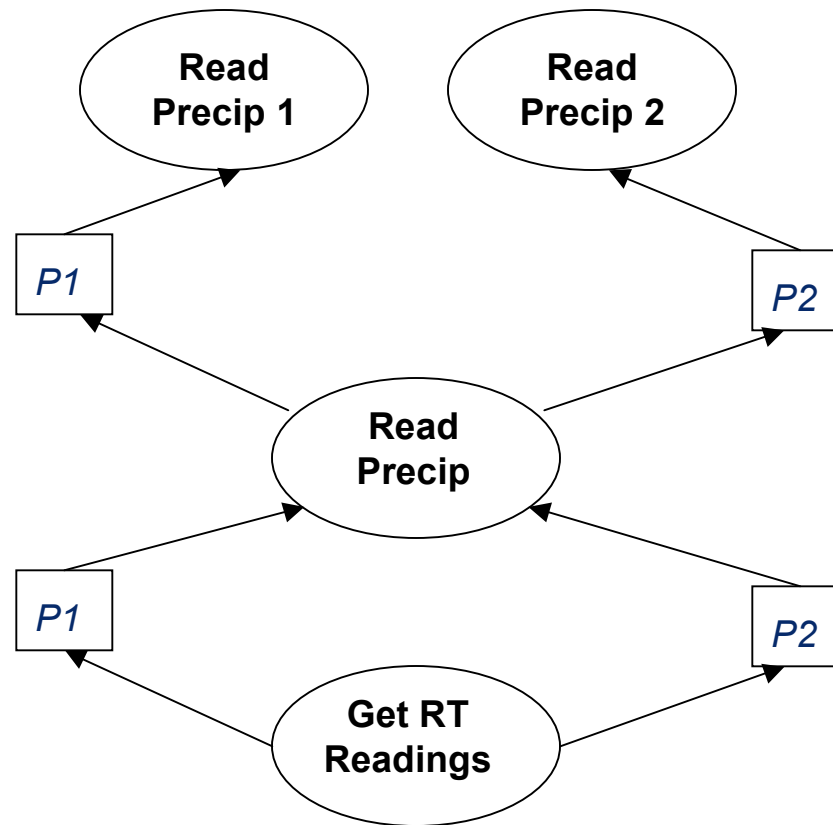 Read
Precip 1
Read
Precip 2
P1
P2
Read
Precip
P1
P2
Get RT
Readings